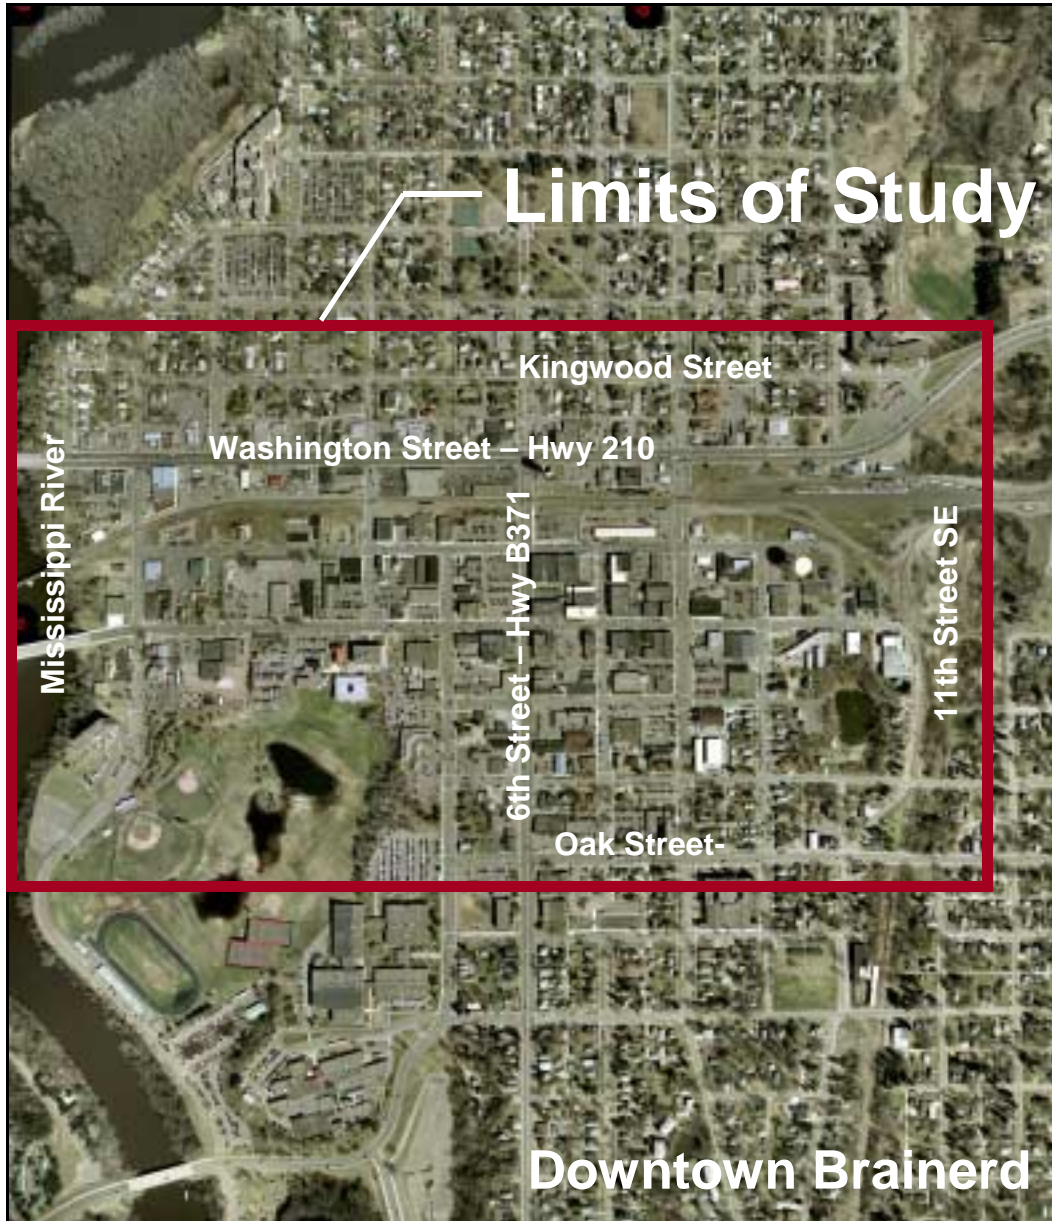 Limits of Study
Kingwood Street
Washington Street – Hwy 210
Mississippi River
6th Street – Hwy B371
11th Street SE
Oak Street-
Downtown Brainerd